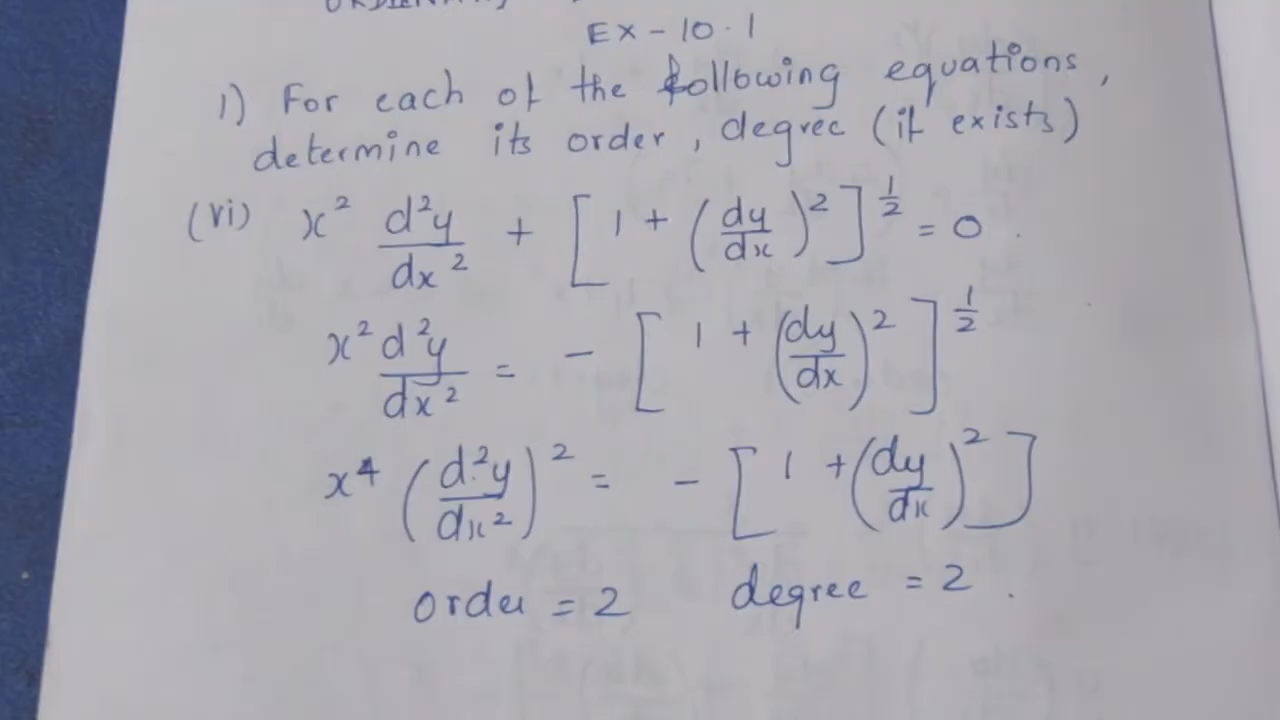 EX - 10.1
1) For each of the following equations,
determine its order, degree (if exists)
(vi) x² d²y/dx² + [1 + (dy/dx)²]^½ = 0.
x² d²y/dx² = - [1 + (dy/dx)²]^½
x⁴ (d²y/dx²)² = - [1 + (dy/dx)²]
order = 2 degree = 2.